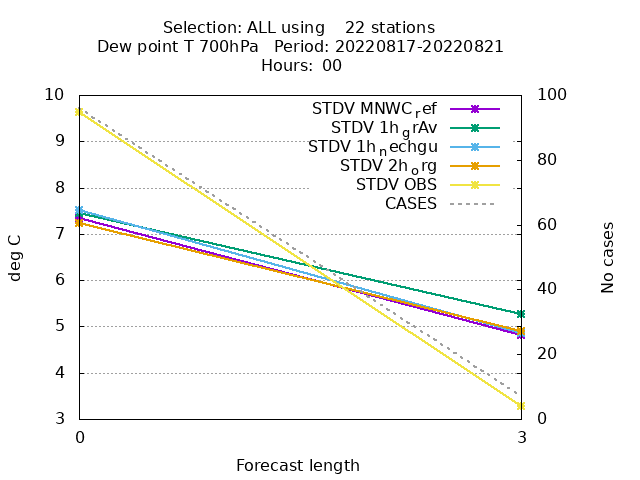 Selection: ALL using    22 stations
Dew point T 700hPa   Period: 20220817-20220821
Hours: 00
10
9
8
7
6
5
4
3
deg C
100
80
60
40
20
0
No cases
STDV MNWC_ref
STDV 1h_grAv
STDV 1h_nechgu
STDV 2h_org
STDV OBS
CASES
0
3
Forecast length